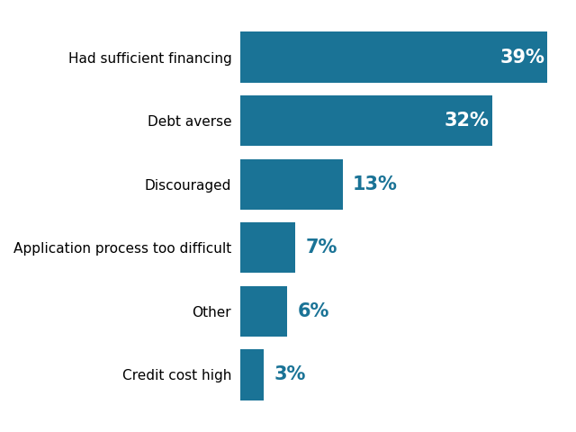 Had sufficient financing 39%
Debt averse 32%
Discouraged 13%
Application process too difficult 7%
Other 6%
Credit cost high 3%